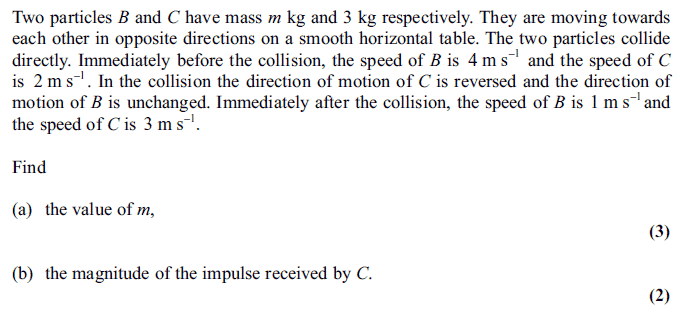 Two particles B and C have mass m kg and 3 kg respectively. They are moving towards
each other in opposite directions on a smooth horizontal table. The two particles collide
directly. Immediately before the collision, the speed of B is 4 m s⁻¹ and the speed of C
is 2 m s⁻¹. In the collision the direction of motion of C is reversed and the direction of
motion of B is unchanged. Immediately after the collision, the speed of B is 1 m s⁻¹ and
the speed of C is 3 m s⁻¹.
Find
(a) the value of m,
(3)
(b) the magnitude of the impulse received by C.
(2)